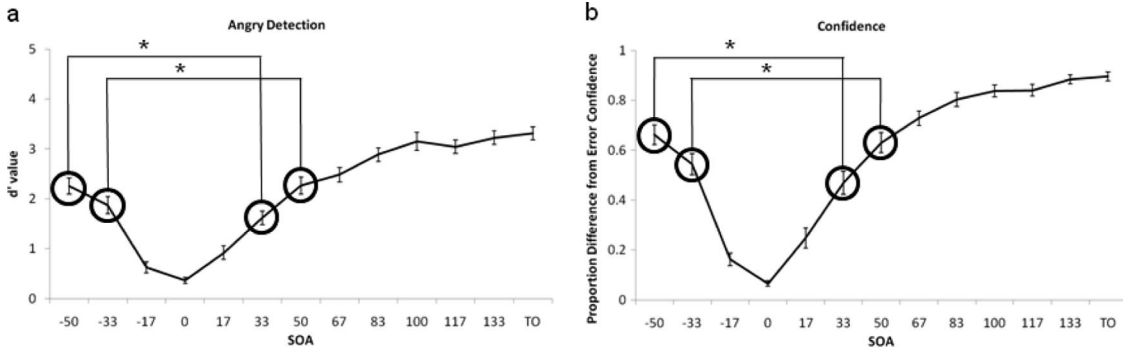 a
Angry Detection
*
*
d' value
5
4
3
2
1
0
-50 -33 -17 0 17 33 50 67 83 100 117 133 TO
SOA
b
Confidence
*
*
Proportion Difference from Error Confidence
1
0.8
0.6
0.4
0.2
0
-50 -33 -17 0 17 33 50 67 83 100 117 133 TO
SOA